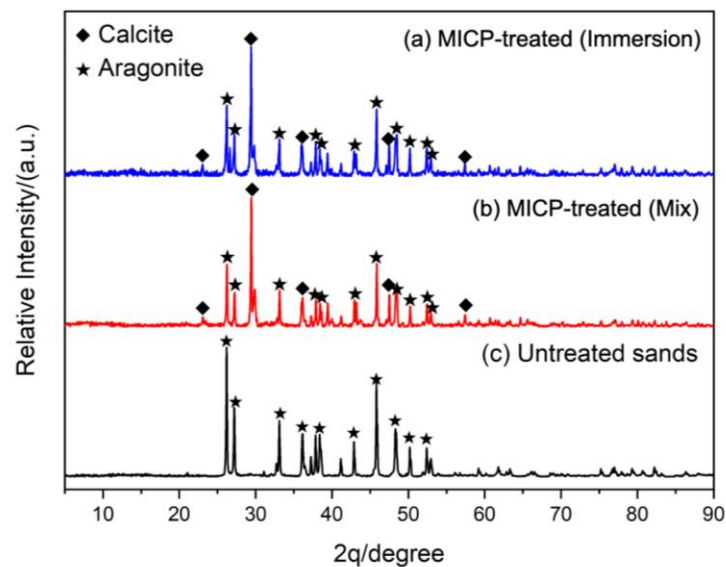 ◆ Calcite
★ Aragonite
(a) MICP-treated (Immersion)
(b) MICP-treated (Mix)
(c) Untreated sands
Relative Intensity/(a.u.)
10 20 30 40 50 60 70 80 90
2q/degree